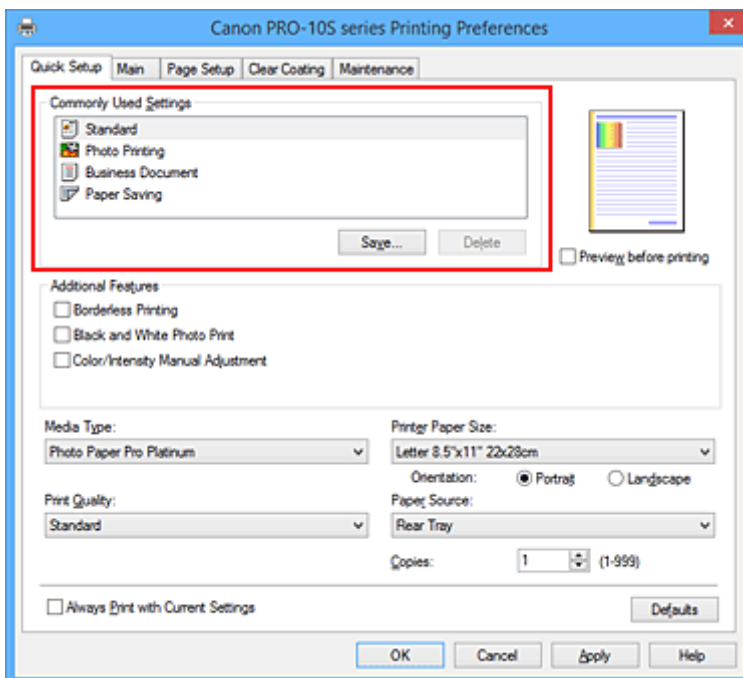 Canon PRO-10S series Printing Preferences
Quick Setup Main Page Setup Clear Coating Maintenance
Commonly Used Settings
Standard
Photo Printing
Business Document
Paper Saving
Save... Delete
Preview before printing
Additional Features
Borderless Printing
Black and White Photo Print
Color/Intensity Manual Adjustment
Media Type: Printer Paper Size:
Photo Paper Pro Platinum Letter 8.5"x11" 22x28cm
Orientation: Portrait Landscape
Print Quality: Paper Source:
Standard Rear Tray
Copies: 1 (1-999)
Always Print with Current Settings Defaults
OK Cancel Apply Help